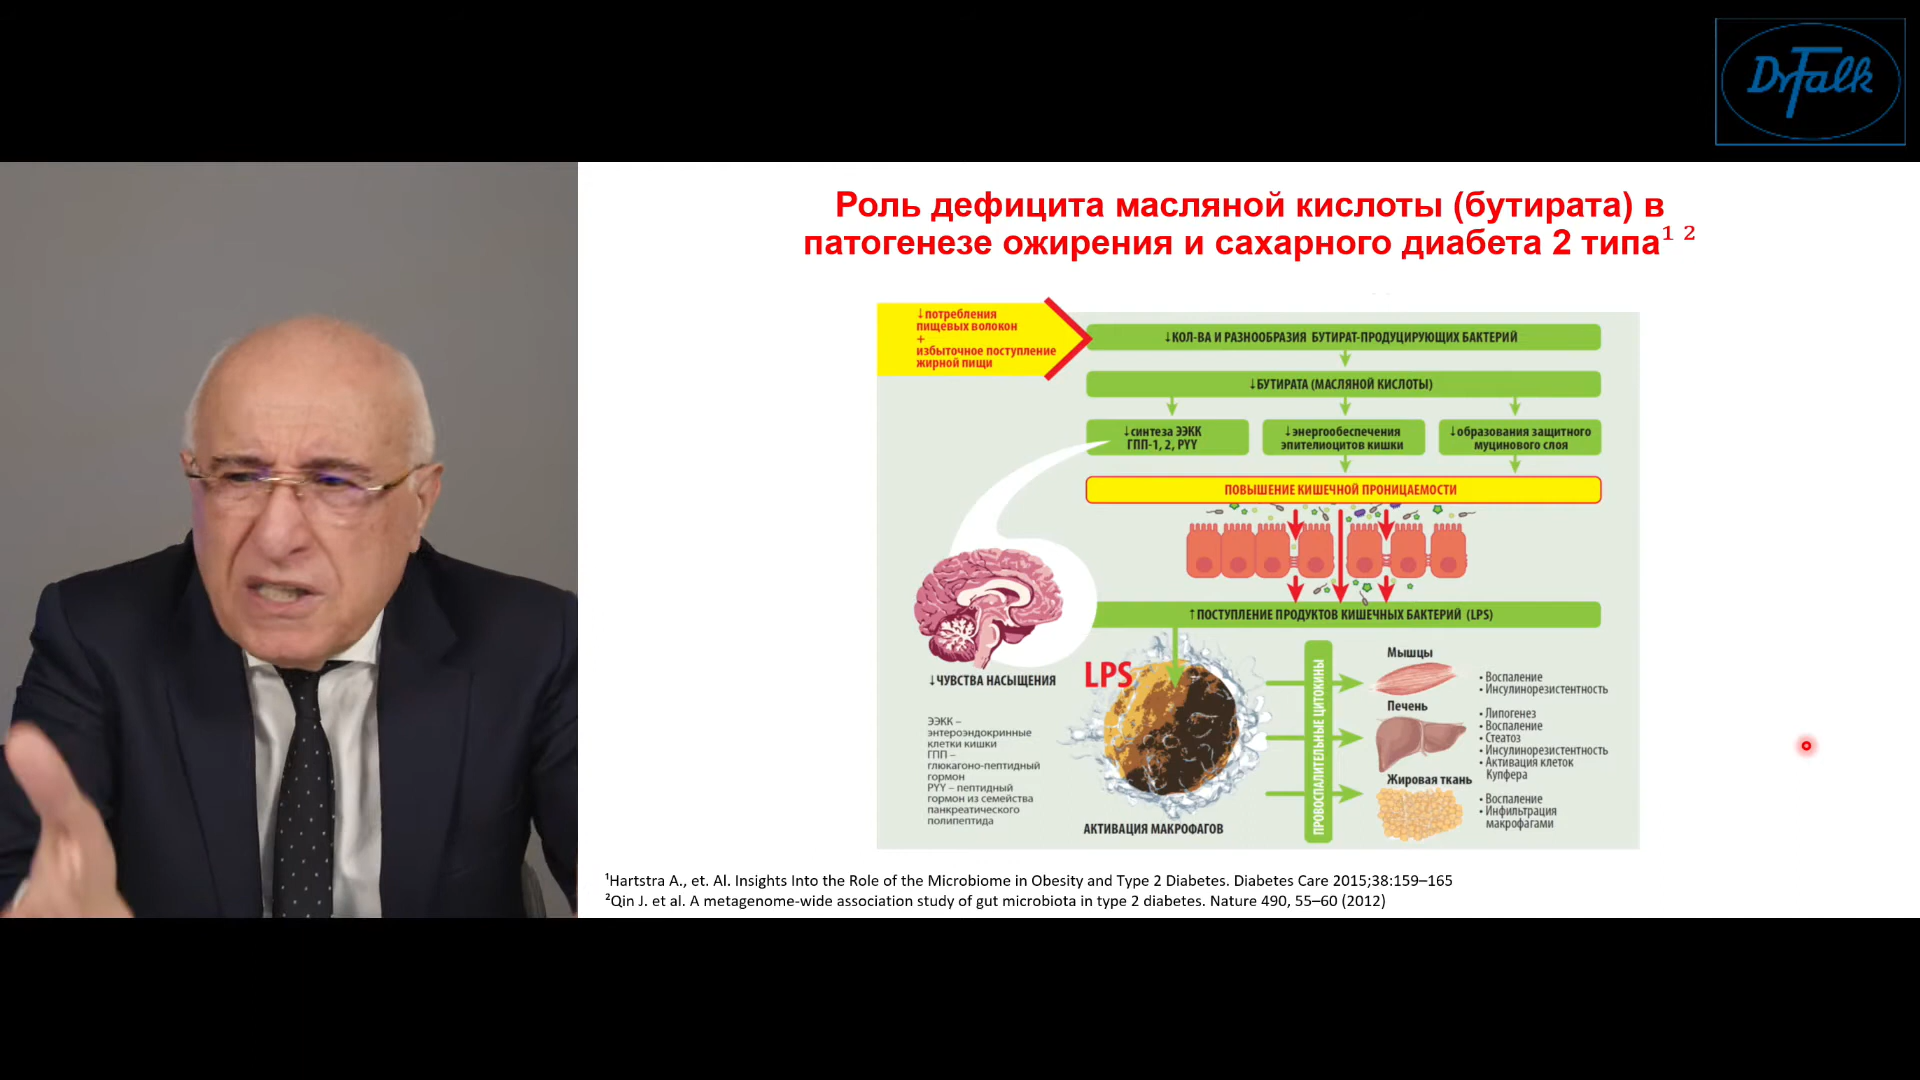 Dr Falk
Роль дефицита масляной кислоты (бутирата) в
патогенезе ожирения и сахарного диабета 2 типа¹ ²
↓потребления
пищевых волокон
+
избыточное поступление
жирной пищи
↓КОЛ-ВА И РАЗНООБРАЗИЯ БУТИРАТ-ПРОДУЦИРУЮЩИХ БАКТЕРИЙ
↓БУТИРАТА (МАСЛЯНОЙ КИСЛОТЫ)
↓синтеза ЭЭКК
ГПП-1, 2, PYY
↓энергообеспечения
эпителиоцитов кишки
↓образования защитного
муцинового слоя
ПОВЫШЕНИЕ КИШЕЧНОЙ ПРОНИЦАЕМОСТИ
↑ПОСТУПЛЕНИЕ ПРОДУКТОВ КИШЕЧНЫХ БАКТЕРИЙ (LPS)
↓ЧУВСТВА НАСЫЩЕНИЯ
ЭЭКК –
энтероэндокринные
клетки кишки
ГПП –
глюкагоно-пептидный
гормон
PYY – пептидный
гормон из семейства
панкреатического
полипептида
LPS
АКТИВАЦИЯ МАКРОФАГОВ
ПРОВОСПАЛИТЕЛЬНЫЕ ЦИТОКИНЫ
Мышцы
• Воспаление
• Инсулинорезистентность
Печень
• Липогенез
• Воспаление
• Стеатоз
• Инсулинорезистентность
• Активация клеток
Купфера
Жировая ткань
• Воспаление
• Инфильтрация
макрофагами
¹Hartstra A., et. Al. Insights Into the Role of the Microbiome in Obesity and Type 2 Diabetes. Diabetes Care 2015;38:159–165
²Qin J. et al. A metagenome-wide association study of gut microbiota in type 2 diabetes. Nature 490, 55–60 (2012)